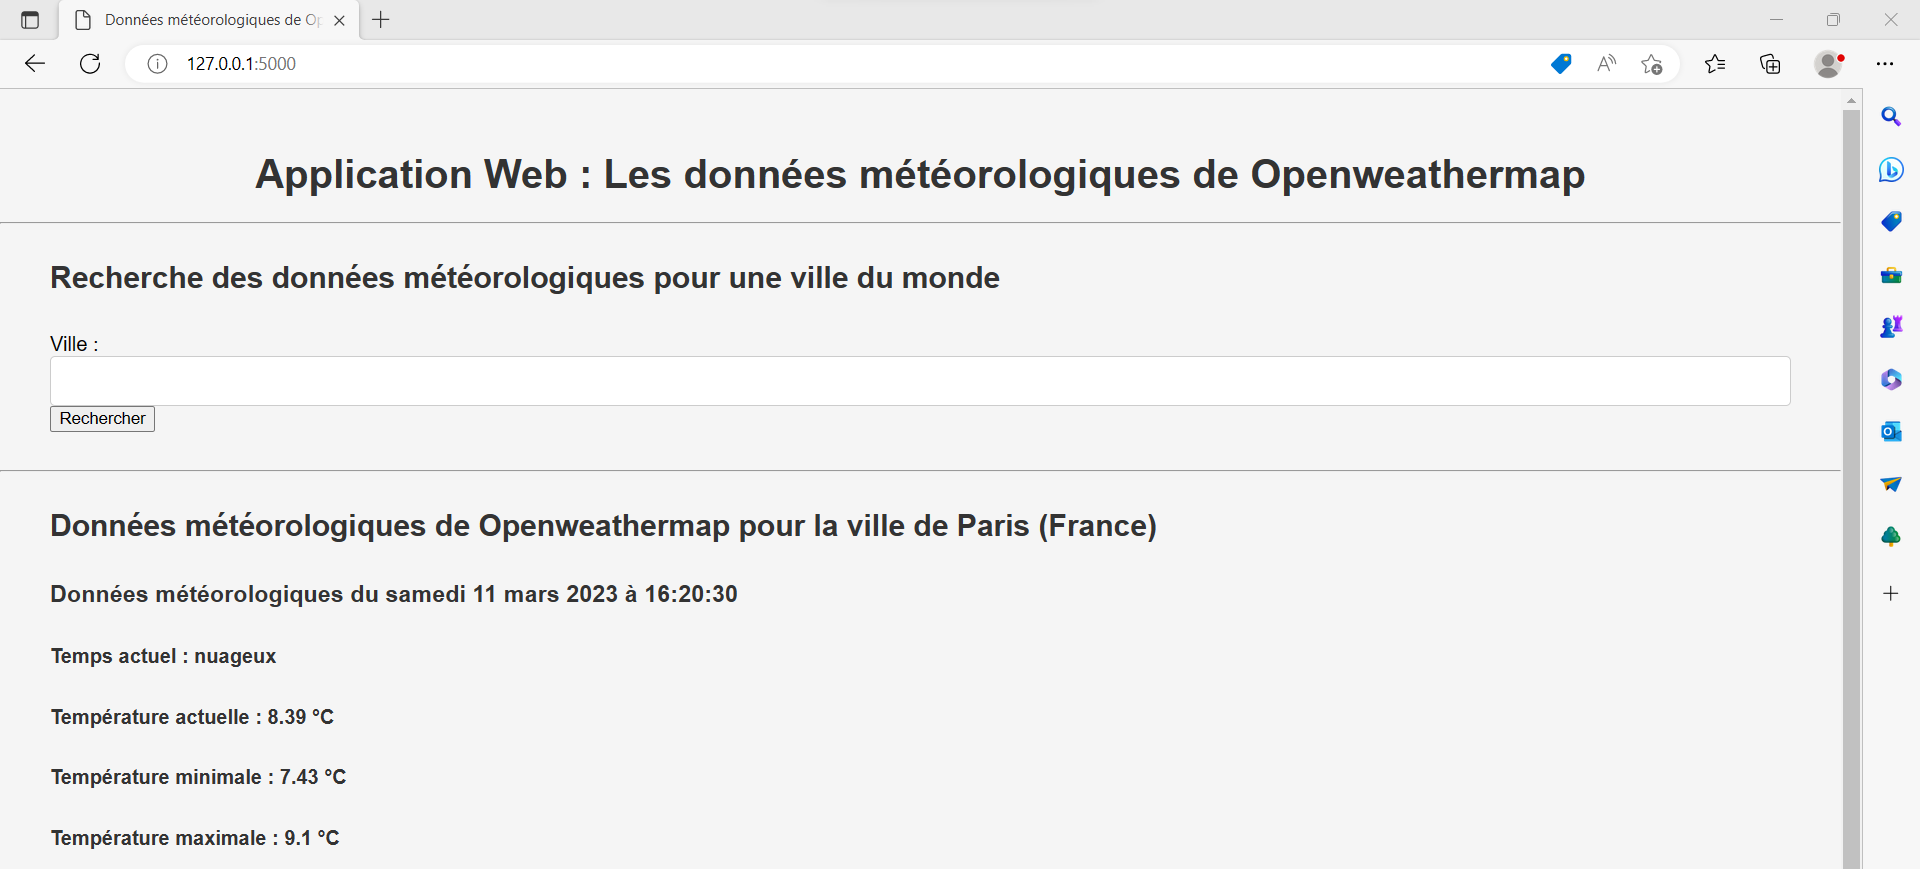 Données météorologiques de Op
127.0.0.1:5000
Application Web : Les données météorologiques de Openweathermap
Recherche des données météorologiques pour une ville du monde
Ville :
Rechercher
Données météorologiques de Openweathermap pour la ville de Paris (France)
Données météorologiques du samedi 11 mars 2023 à 16:20:30
Temps actuel : nuageux
Température actuelle : 8.39 °C
Température minimale : 7.43 °C
Température maximale : 9.1 °C